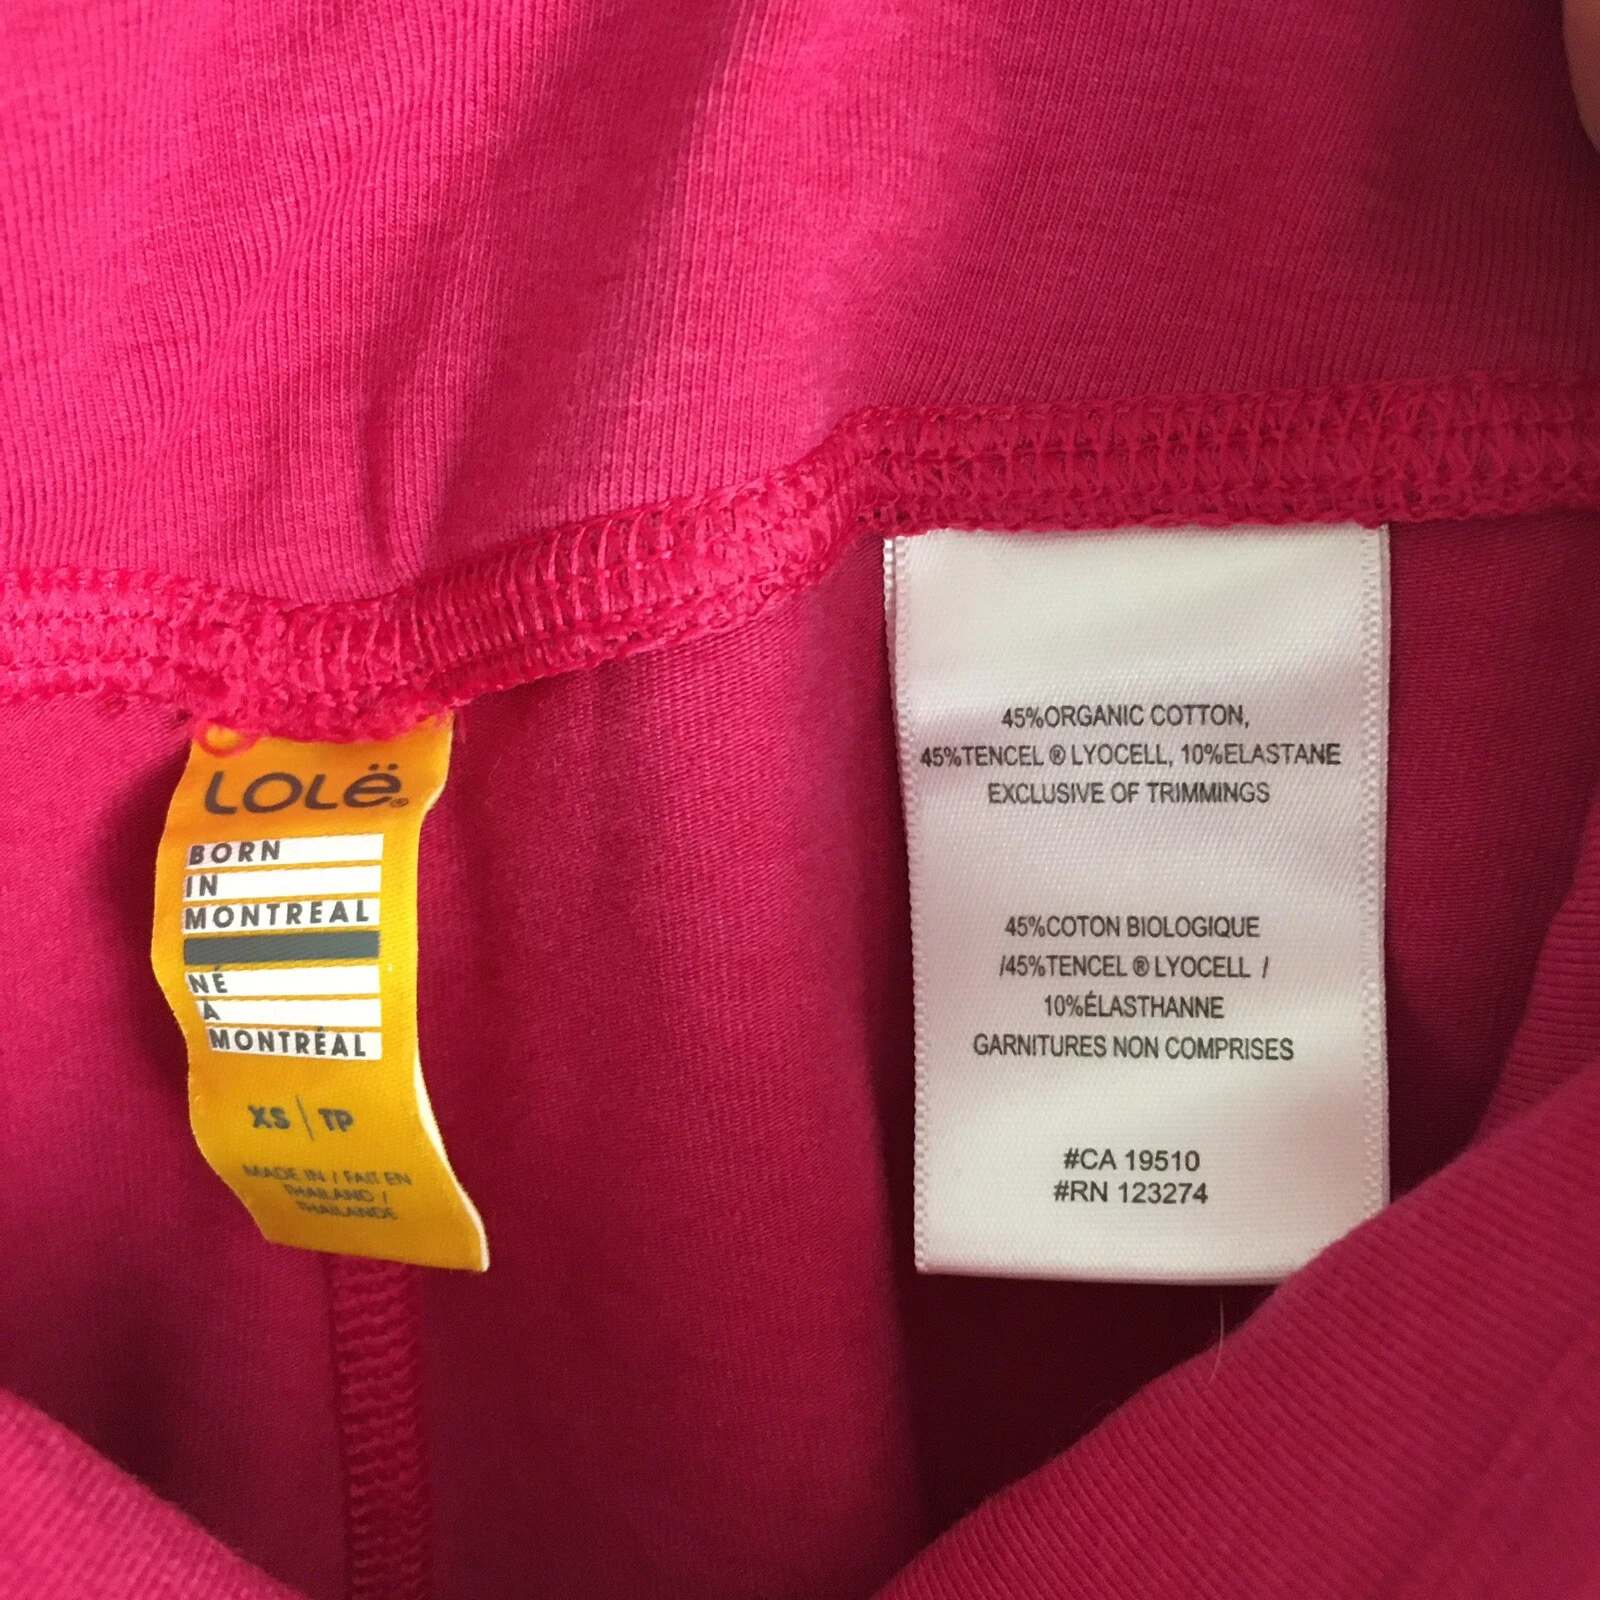 LOLë®
BORN
IN
MONTREAL
NÉ
À
MONTRÉAL
XS | TP
MADE IN / FAIT EN
THAILAND /
THAILANDE
45%ORGANIC COTTON,
45%TENCEL ® LYOCELL, 10%ELASTANE
EXCLUSIVE OF TRIMMINGS
45%COTON BIOLOGIQUE
/45%TENCEL ® LYOCELL /
10%ÉLASTHANNE
GARNITURES NON COMPRISES
#CA 19510
#RN 123274